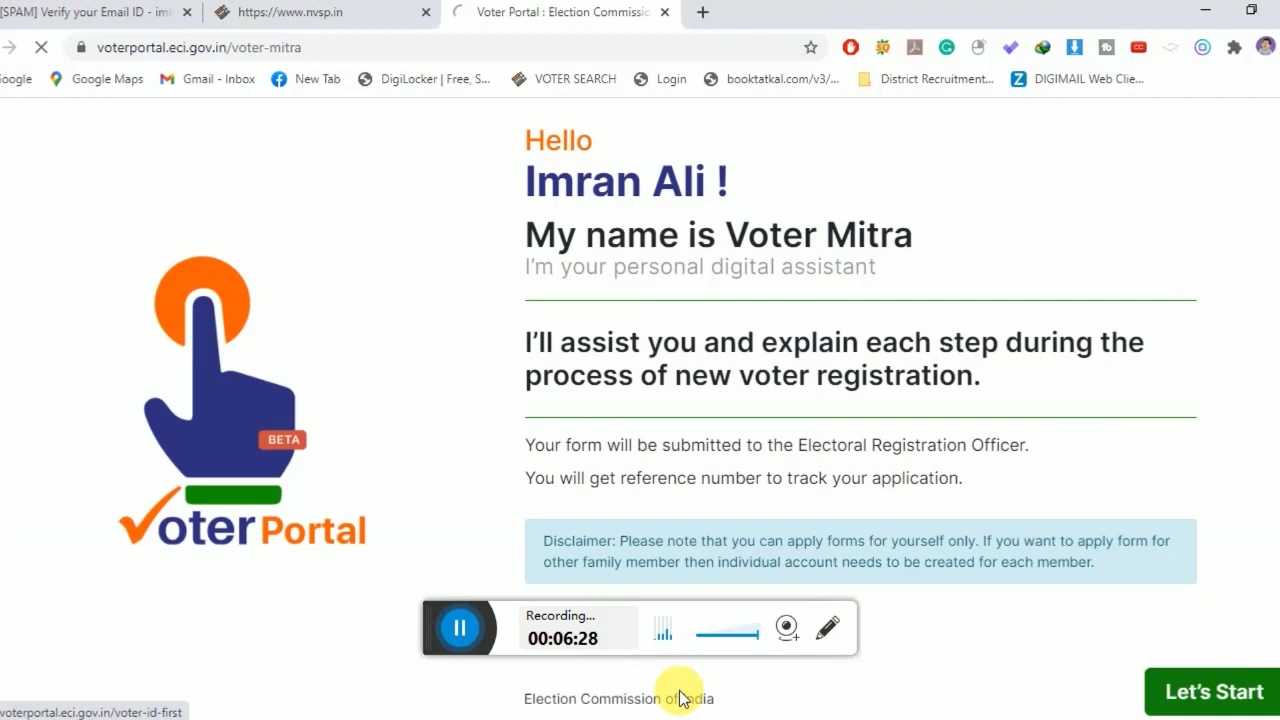 [SPAM] Verify your Email ID - imr
https://www.nvsp.in
Voter Portal : Election Commissio
voterportal.eci.gov.in/voter-mitra
oogle
Google Maps
Gmail - Inbox
New Tab
DigiLocker | Free, S...
VOTER SEARCH
Login
booktatkal.com/v3/...
District Recruitment...
DIGIMAIL Web Clie...
Hello
Imran Ali !
My name is Voter Mitra
I'm your personal digital assistant
I'll assist you and explain each step during the
process of new voter registration.
BETA
Voter Portal
Your form will be submitted to the Electoral Registration Officer.
You will get reference number to track your application.
Disclaimer: Please note that you can apply forms for yourself only. If you want to apply form for
other family member then individual account needs to be created for each member.
Recording...
00:06:28
Election Commission of India
Let's Start
voterportal.eci.gov.in/voter-id-first